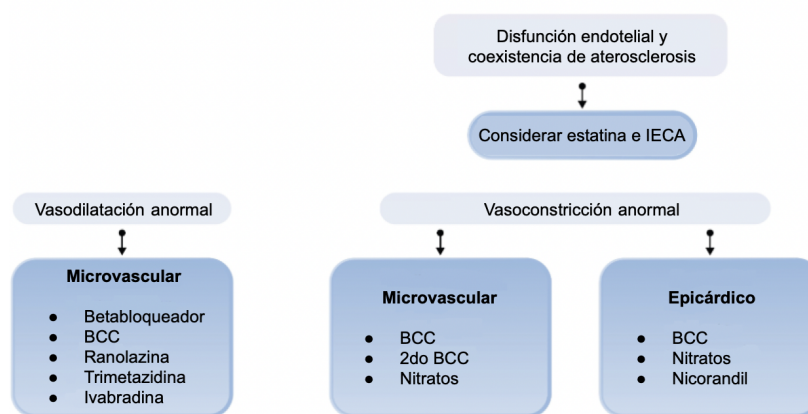 Disfunción endotelial y
coexistencia de aterosclerosis
Considerar estatina e IECA
Vasodilatación anormal
Vasoconstricción anormal
Microvascular
Betabloqueador
BCC
Ranolazina
Trimetazidina
Ivabradina
Microvascular
BCC
2do BCC
Nitratos
Epicárdico
BCC
Nitratos
Nicorandil